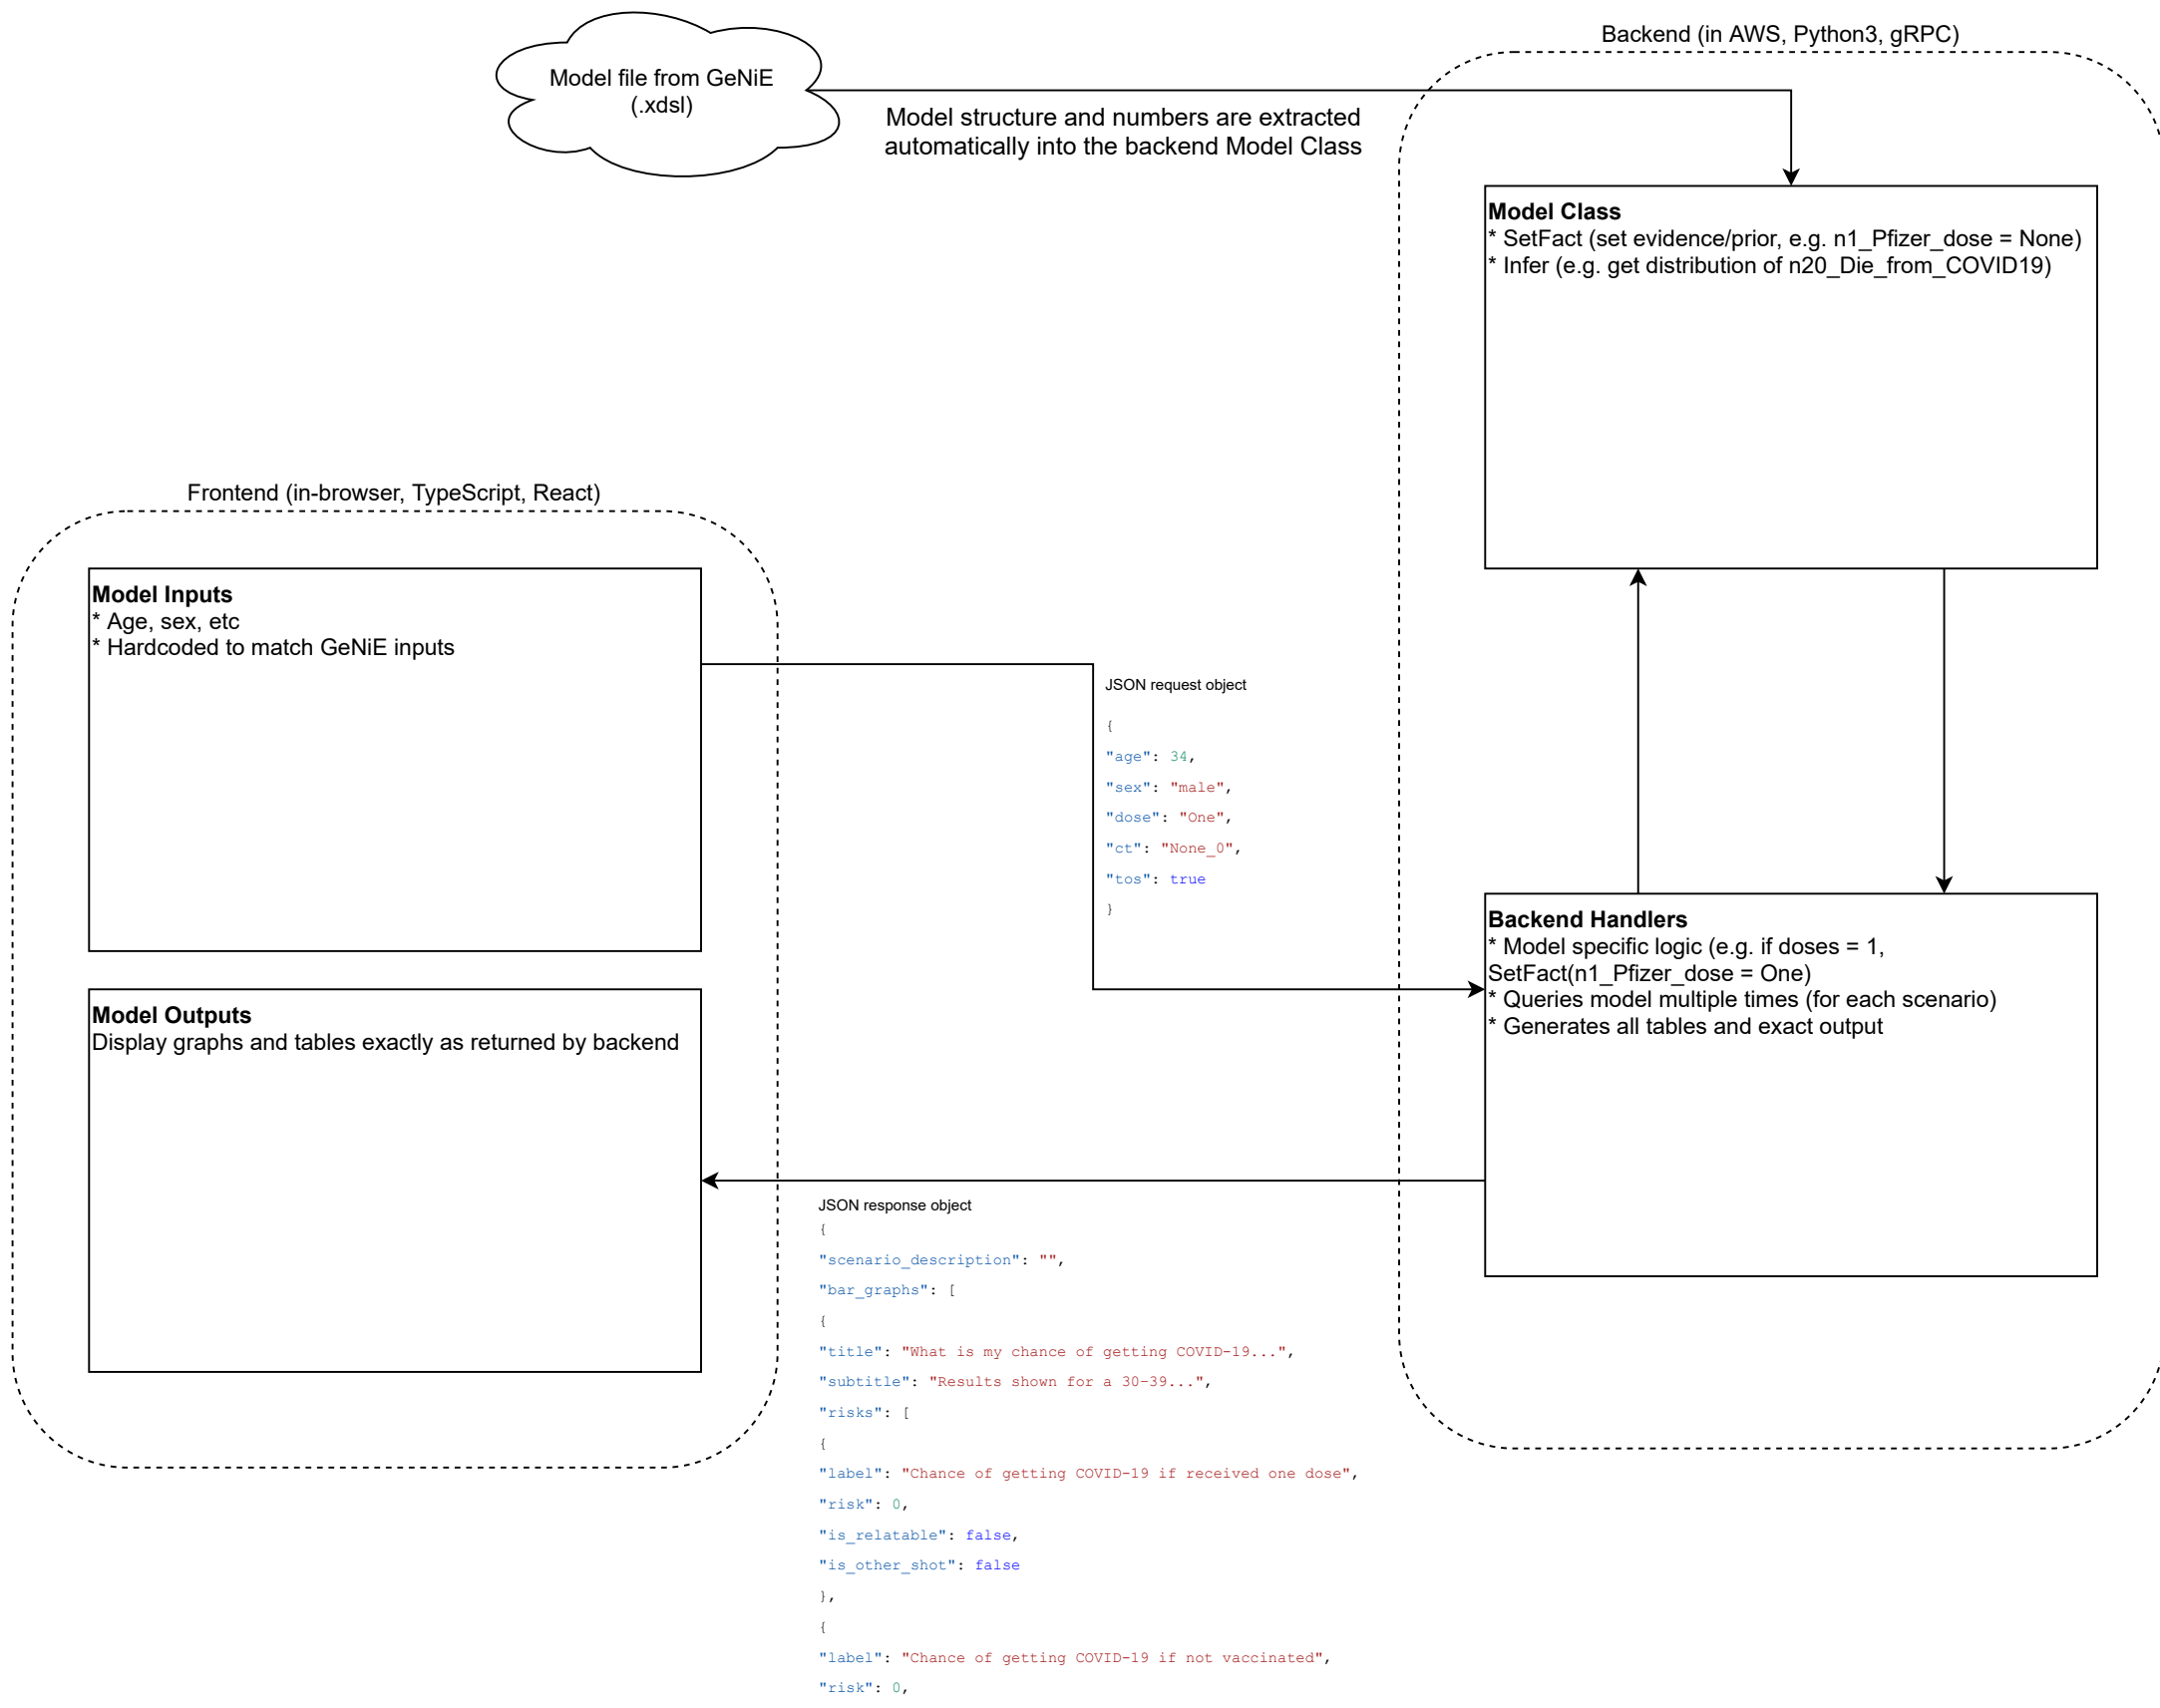 Model file from GeNiE
(.xdsl)
Backend (in AWS, Python3, gRPC)
Model structure and numbers are extracted
automatically into the backend Model Class
Model Class
* SetFact (set evidence/prior, e.g. n1_Pfizer_dose = None)
* Infer (e.g. get distribution of n20_Die_from_COVID19)
Frontend (in-browser, TypeScript, React)
Model Inputs
* Age, sex, etc
* Hardcoded to match GeNiE inputs
JSON request object
{
"age": 34,
"sex": "male",
"dose": "One",
"ct": "None_0",
"tos": true
}
Backend Handlers
* Model specific logic (e.g. if doses = 1,
SetFact(n1_Pfizer_dose = One)
* Queries model multiple times (for each scenario)
* Generates all tables and exact output
Model Outputs
Display graphs and tables exactly as returned by backend
JSON response object
{
"scenario_description": "",
"bar_graphs": [
{
"title": "What is my chance of getting COVID-19...",
"subtitle": "Results shown for a 30-39...",
"risks": [
{
"label": "Chance of getting COVID-19 if received one dose",
"risk": 0,
"is_relatable": false,
"is_other_shot": false
},
{
"label": "Chance of getting COVID-19 if not vaccinated",
"risk": 0,